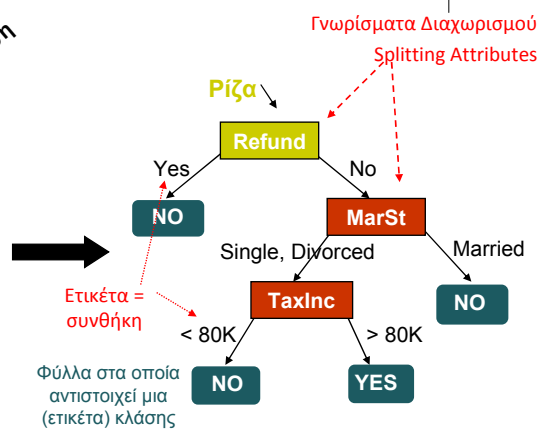 Γνωρίσματα Διαχωρισμού
Splitting Attributes
Ρίζα
Refund
Yes
No
NO
MarSt
Single, Divorced
Married
Ετικέτα =
συνθήκη
TaxInc
NO
< 80K
> 80K
Φύλλα στα οποία
αντιστοιχεί μια
(ετικέτα) κλάσης
NO
YES